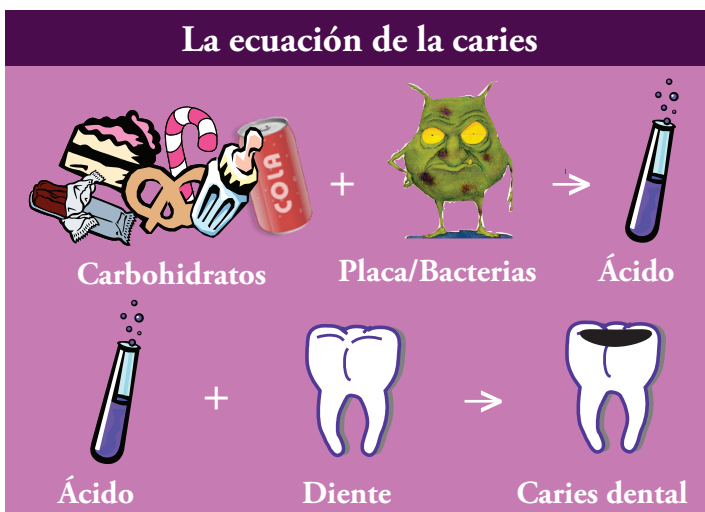 La ecuación de la caries
COLA
+
→
Carbohidratos
Placa/Bacterias
Ácido
+
→
Ácido
Diente
Caries dental